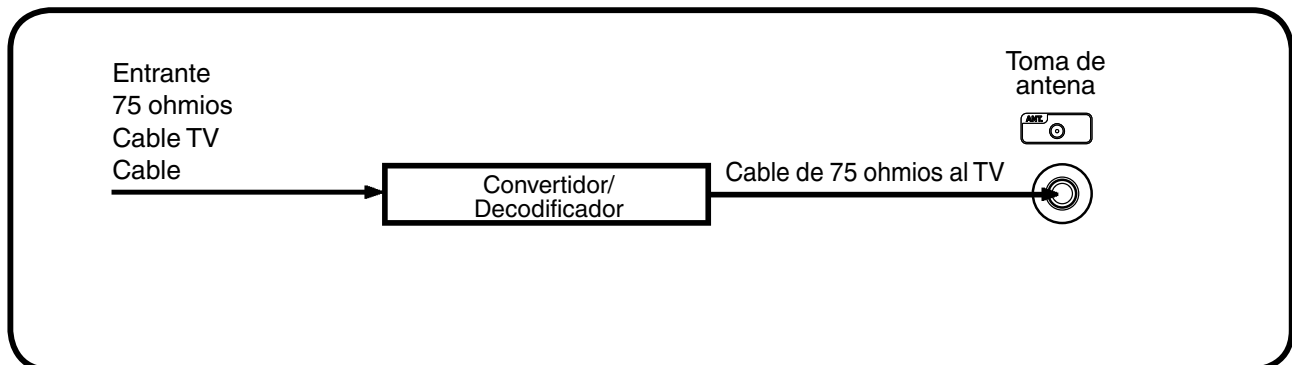 Entrante
75 ohmios
Cable TV
Cable
Convertidor/
Decodificador
Cable de 75 ohmios al TV
Toma de
antena
ANT.